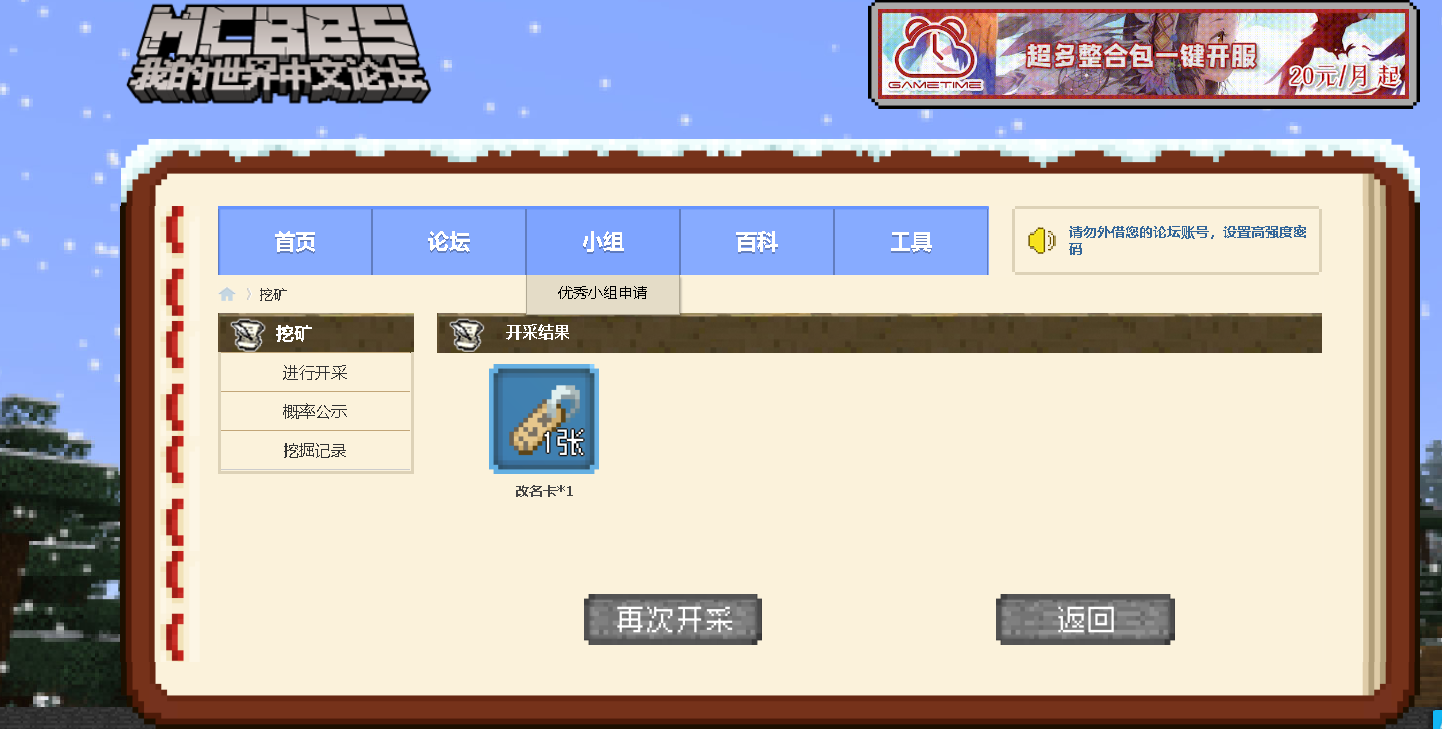 MCBBS
我的世界中文论坛
GAMETIME
超多整合包一键开服
20元/月 起
首页
论坛
小组
百科
工具
请勿外借您的论坛账号，设置高强度密
码
挖矿
优秀小组申请
挖矿
开采结果
进行开采
概率公示
挖掘记录
1张
改名卡*1
再次开采
返回